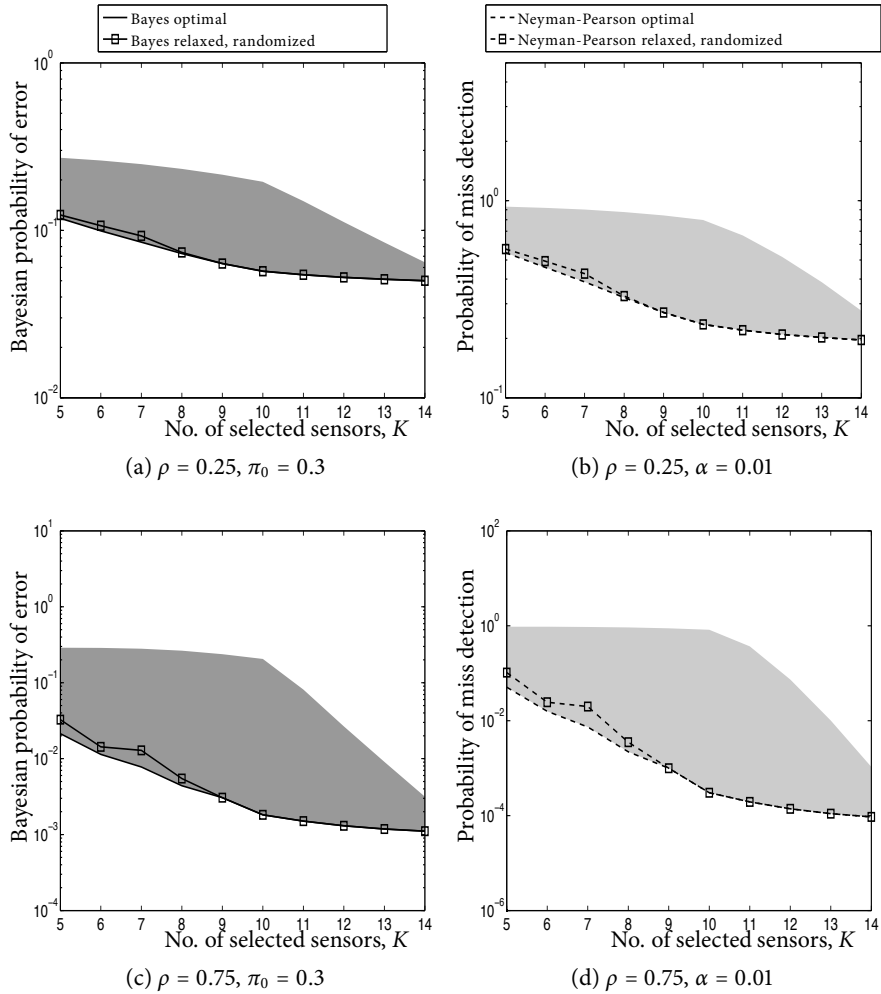 Bayes optimal
Bayes relaxed, randomized
Neyman-Pearson optimal
Neyman-Pearson relaxed, randomized
10^0
10^-1
10^-2
Bayesian probability of error
5 6 7 8 9 10 11 12 13 14
No. of selected sensors, K
(a) ρ = 0.25, π₀ = 0.3
10^0
10^-1
Probability of miss detection
5 6 7 8 9 10 11 12 13 14
No. of selected sensors, K
(b) ρ = 0.25, α = 0.01
10^1
10^0
10^-1
10^-2
10^-3
10^-4
Bayesian probability of error
5 6 7 8 9 10 11 12 13 14
No. of selected sensors, K
(c) ρ = 0.75, π₀ = 0.3
10^2
10^0
10^-2
10^-4
10^-6
Probability of miss detection
5 6 7 8 9 10 11 12 13 14
No. of selected sensors, K
(d) ρ = 0.75, α = 0.01